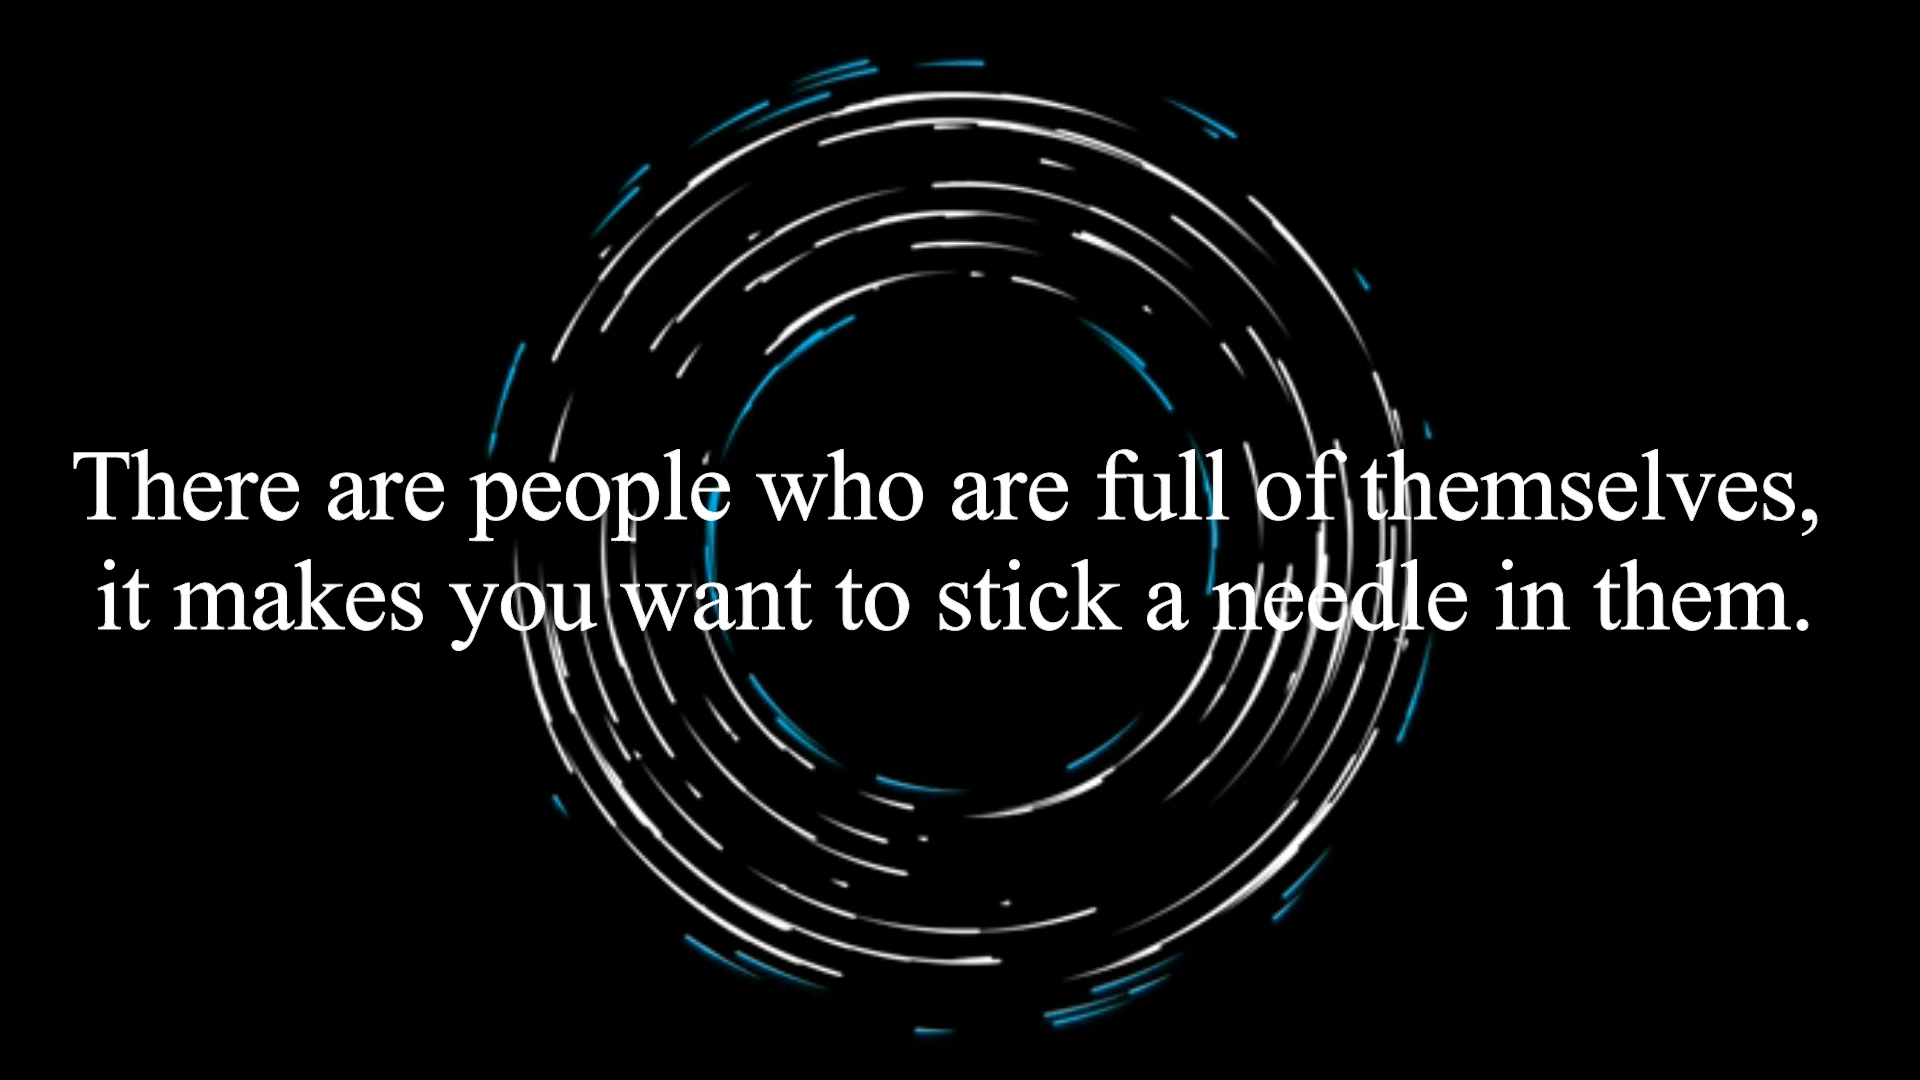 There are people who are full of themselves,
it makes you want to stick a needle in them.